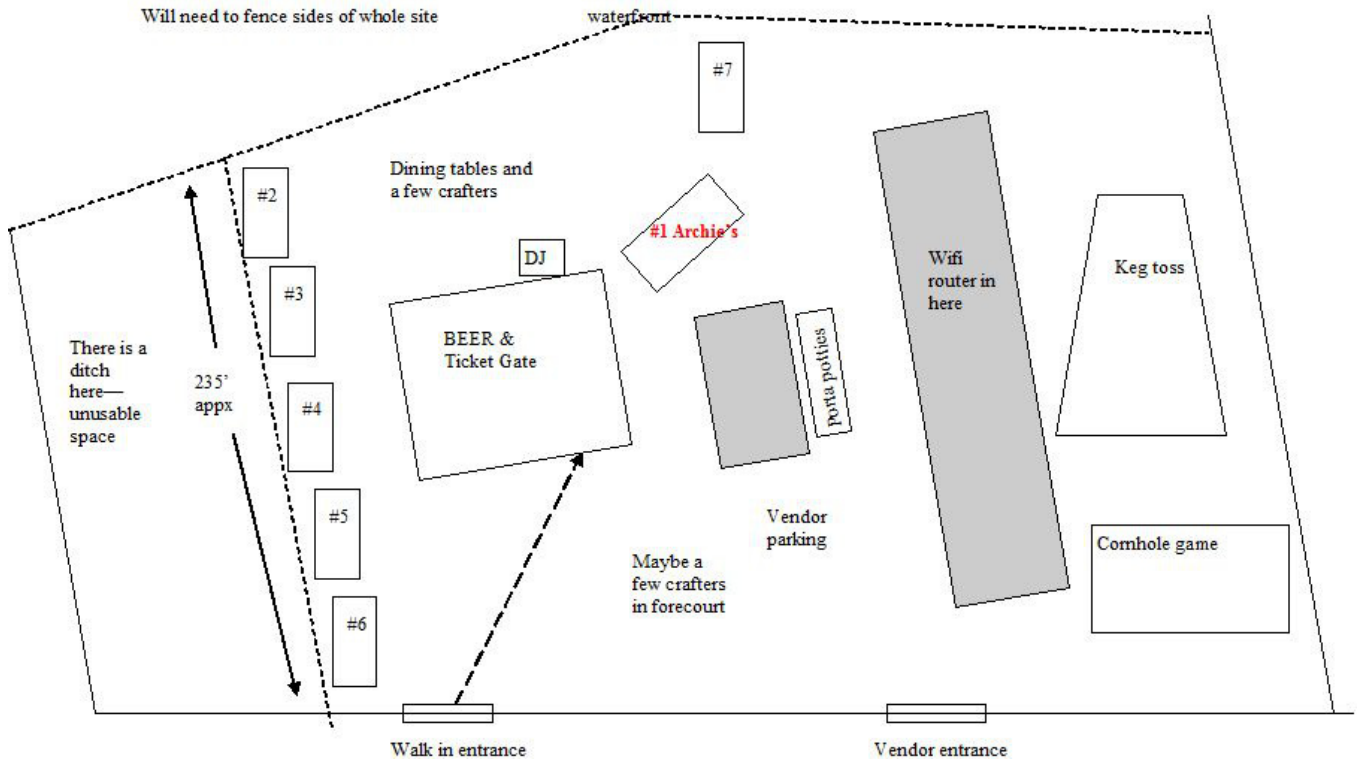 Will need to fence sides of whole site
waterfront
#7
Dining tables and
a few crafters
#2
#1 Archie's
DJ
Wifi
router in
here
Keg toss
#3
BEER &
Ticket Gate
Porta potties
There is a
ditch
here—
unusable
space
235'
appx
#4
#5
Vendor
parking
Cornhole game
Maybe a
few crafters
in forecourt
#6
Walk in entrance
Vendor entrance